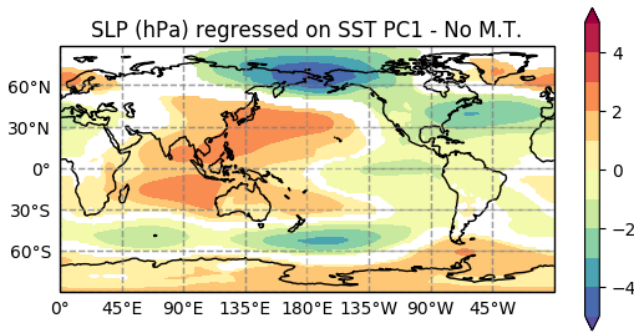 SLP (hPa) regressed on SST PC1 - No M.T.
60°N
30°N
0°
30°S
60°S
0° 45°E 90°E 135°E 180°E 135°W 90°W 45°W
4
2
0
−2
−4